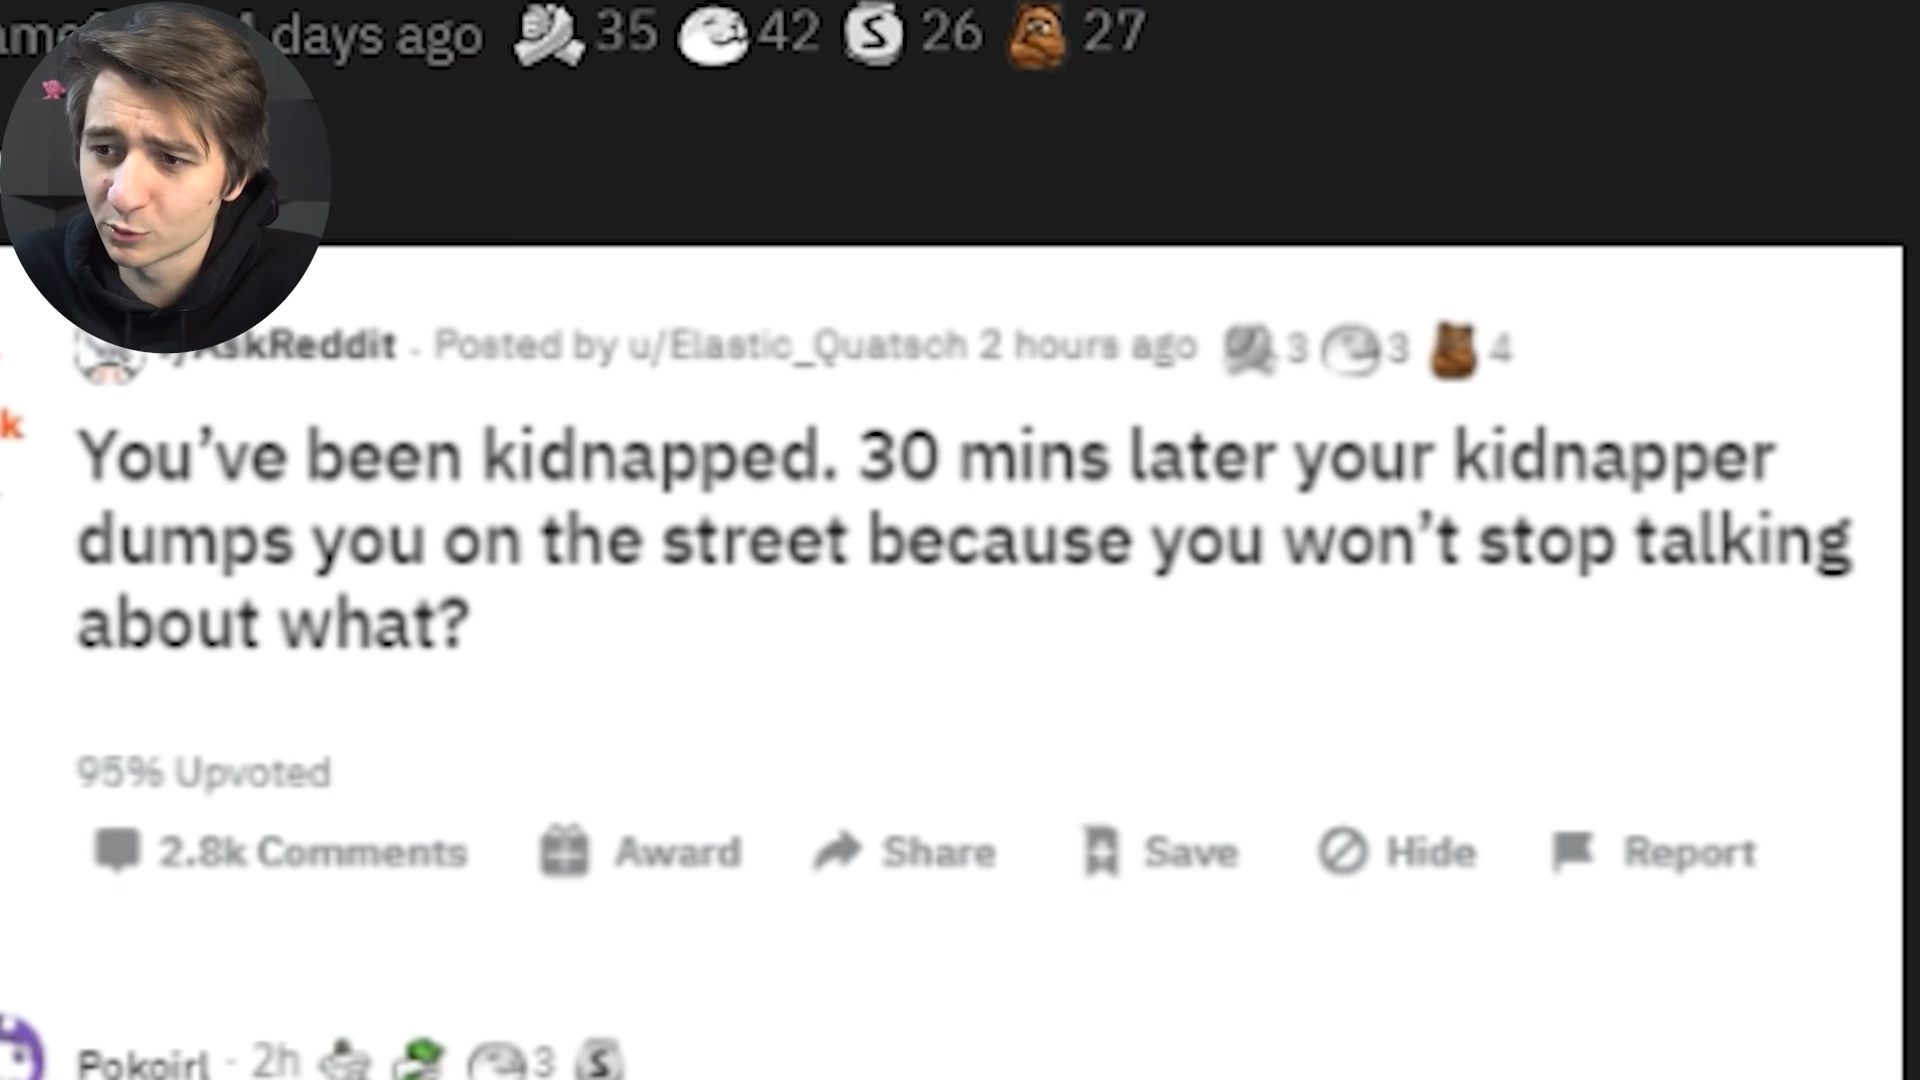 days ago 35 42 26 27
AskReddit · Posted by u/Elastic_Quatsch 2 hours ago 3 3 4
k
You’ve been kidnapped. 30 mins later your kidnapper
dumps you on the street because you won’t stop talking
about what?
95% Upvoted
2.8k Comments Award Share Save Hide Report
Pokgirl · 2h 3 S